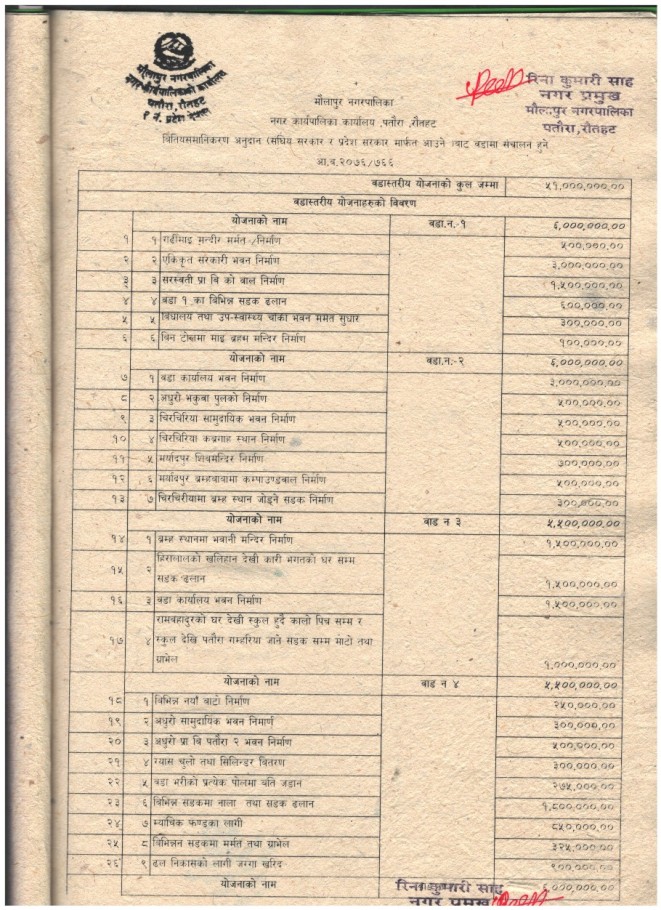 मौलापुर नगरपालिका
नगर कार्यपालिकाको कार्यालय
पतौरा, रौतहट
रिना कुमारी साह
नगर प्रमुख
मौलापुर नगरपालिका
पतौरा,रौतहट
मौलापुर नगरपालिका
नगर कार्यपालिका कार्यालय ,पतौरा ,रौतहट
बित्तियसमानिकरण अनुदान (संघिय सरकार र प्रदेश सरकार मार्फत आउने )बाट वडामा संचालन हुने
आ.ब.२०७६/७६६
वडास्तरीय योजनाको कुल जम्मा ५१,०००,०००.००
वडास्तरीय योजनाहरुको बिबरण
योजनाको नाम वडा.न.-१ ६,०००,०००.००
१ १ गढीमाइ मन्दीर मर्मत /निर्माण ५००,०००.००
२ २ एकिकृत सरकारी भवन निर्माण ३,०००,०००.००
३ ३ सरस्वती प्रा बि को वाल निर्माण १,५००,०००.००
४ ४ वडा १ का बिभिन्न सडक ढलान ६००,०००.००
५ ५ बिधालय तथा उप-स्वास्थ्य चौकी भवन मर्मत सुधार ३००,०००.००
६ ६ बिन टोलमा माइ ब्रहम मन्दिर निर्माण १००,०००.००
योजनाको नाम वडा.न.-२ ६,०००,०००.००
७ १ वडा कार्यालय भवन निर्माण ३,०००,०००.००
८ २ अधुरो भकुवा पुलको निर्माण ५००,०००.००
९ ३ चिरचिरिया सामुदायिक भवन निर्माण ५००,०००.००
१० ४ चिरचिरिया कब्रगाह स्थान निर्माण ५००,०००.००
११ ५ मर्यादपुर शिवमन्दिर निर्माण ३००,०००.००
१२ ६ मर्यादपुर ब्रम्हबाबामा कम्पाउण्डवाल निर्माण ५००,०००.००
१३ ७ चिरचिरीयामा ब्रम्ह स्थान जोड्ने सडक निर्माण ३००,०००.००
योजनाको नाम वाड न ३ ५,५००,०००.००
१४ १ ब्रम्ह स्थानमा भवानी मन्दिर निर्माण १,५००,०००.००
१५ २ हिरालालको खलिहान देखी कारी भगतको घर सम्म
सडक ढलान १,५००,०००.००
१६ ३ वडा कार्यालय भवन निर्माण १,५००,०००.००
रामबहादुरको घर देखी स्कुल हुदै कालो पिच सम्म र
१७ ४ स्कुल देखि पतौरा गम्हरिया जाने सडक सम्म माटो तथा
ग्राभेल १,०००,०००.००
योजनाको नाम वाड न ४ ५,५००,०००.००
१८ १ बिभिन्न नयाँ बाटो निर्माण २५०,०००.००
१९ २ अधुरो सामुदायिक भवन निमार्ण ३००,०००.००
२० ३ अधुरो प्रा बि पतौरा २ भवन निर्माण ५००,०००.००
२१ ४ ग्यास चुलो तथा सिलिन्डर बितरण ३००,०००.००
२२ ५ वडा भरीको प्रत्येक पोलमा बति जडान २७५,०००.००
२३ ६ बिभिन्न सडकमा नाला तथा सडक ढलान १,८००,०००.००
२४ ७ म्याचिंक फण्डका लागी ८५०,०००.००
२५ ८ बिभिन्नन सडकमा मर्मत तथा ग्राभेल ३२५,०००.००
२६ ९ ढल निकासको लागी जग्गा खरिद ९००,०००.००
योजनाको नाम ६,०००,०००.००
रिना कुमारी साह
नगर प्रमुख